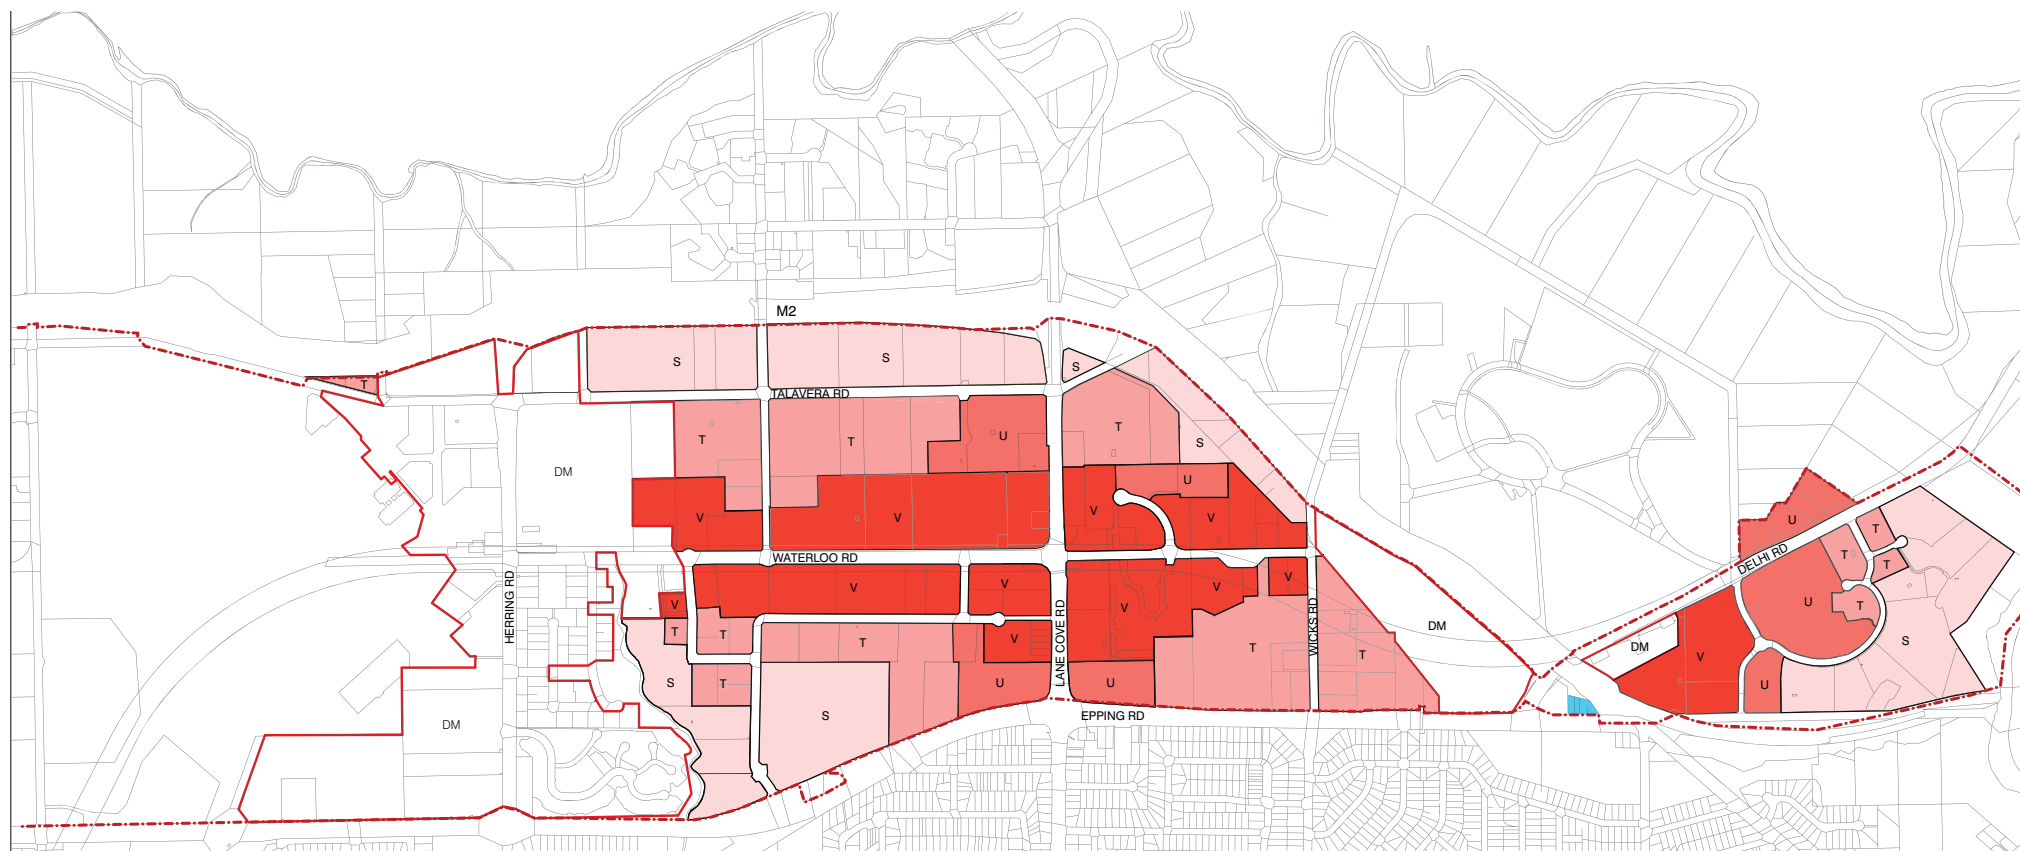 M2
S
S
S
T
TALAVERA RD
T
T
U
T
S
DM
U
V
V
V
V
U
DELHI RD
T
T
T
WATERLOO RD
HERRING RD
V
V
V
V
V
V
LANE COVE RD
WICKS RD
U
T
T
T
T
V
T
T
DM
DM
V
S
S
T
U
U
U
S
DM
EPPING RD